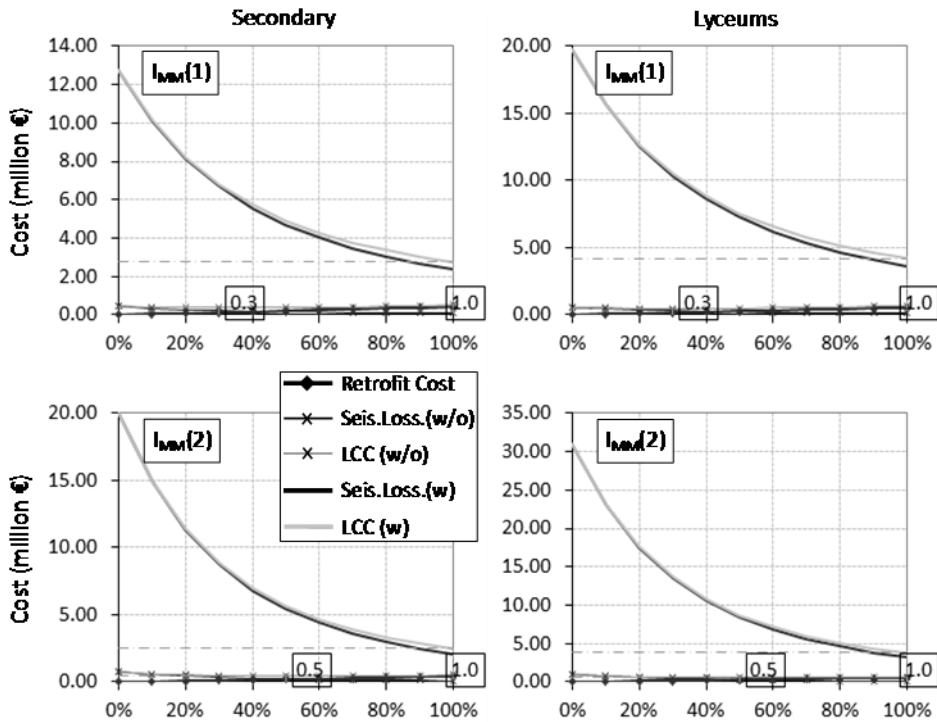 Secondary
Lyceums
Cost (million €)
14.00
12.00
10.00
8.00
6.00
4.00
2.00
0.00
I_MM(1)
0.3
1.0
0% 20% 40% 60% 80% 100%
20.00
15.00
10.00
5.00
0.00
I_MM(1)
0.3
1.0
0% 20% 40% 60% 80% 100%
Cost (million €)
20.00
15.00
10.00
5.00
0.00
I_MM(2)
0.5
1.0
0% 20% 40% 60% 80% 100%
Retrofit Cost
Seis.Loss.(w/o)
LCC (w/o)
Seis.Loss.(w)
LCC (w)
35.00
30.00
25.00
20.00
15.00
10.00
5.00
0.00
I_MM(2)
0.5
1.0
0% 20% 40% 60% 80% 100%